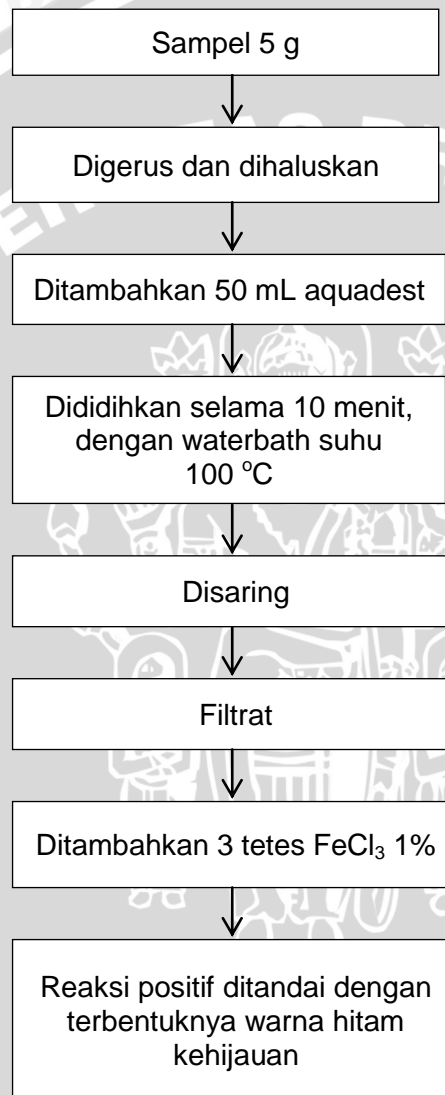 Sampel 5 g
Digerus dan dihaluskan
Ditambahkan 50 mL aquadest
Dididihkan selama 10 menit,
dengan waterbath suhu
100 °C
Disaring
Filtrat
Ditambahkan 3 tetes FeCl₃ 1%
Reaksi positif ditandai dengan
terbentuknya warna hitam
kehijauan